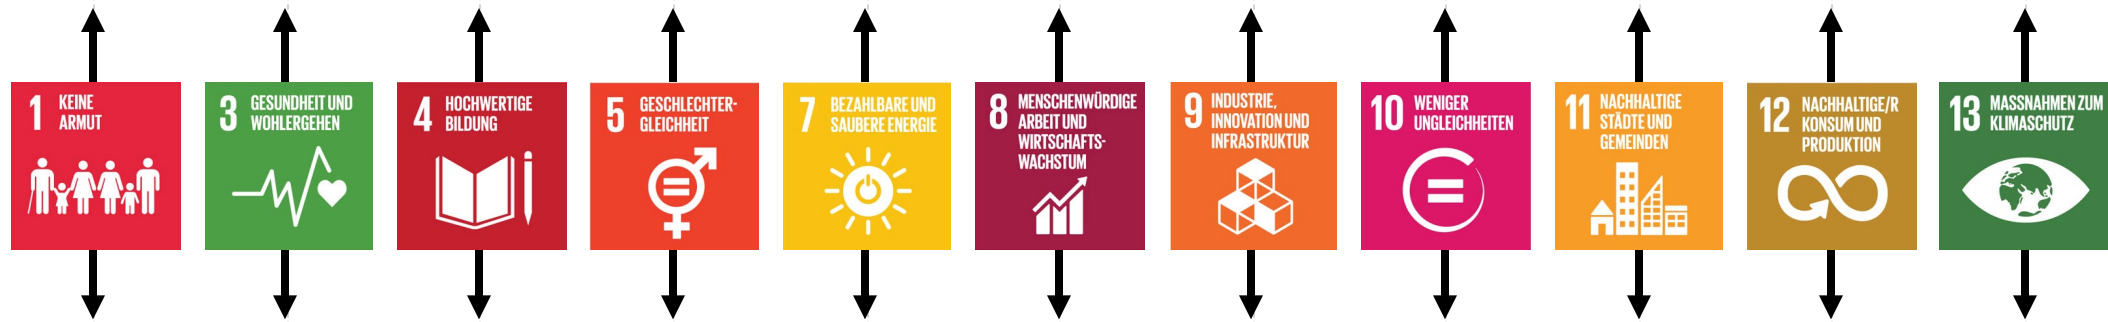 1 KEINE
ARMUT
3 GESUNDHEIT UND
WOHLERGEHEN
4 HOCHWERTIGE
BILDUNG
5 GESCHLECHTER-
GLEICHHEIT
7 BEZAHLBARE UND
SAUBERE ENERGIE
8 MENSCHENWÜRDIGE
ARBEIT UND
WIRTSCHAFTS-
WACHSTUM
9 INDUSTRIE,
INNOVATION UND
INFRASTRUKTUR
10 WENIGER
UNGLEICHHEITEN
11 NACHHALTIGE
STÄDTE UND
GEMEINDEN
12 NACHHALTIGE/R
KONSUM UND
PRODUKTION
13 MASSNAHMEN ZUM
KLIMASCHUTZ